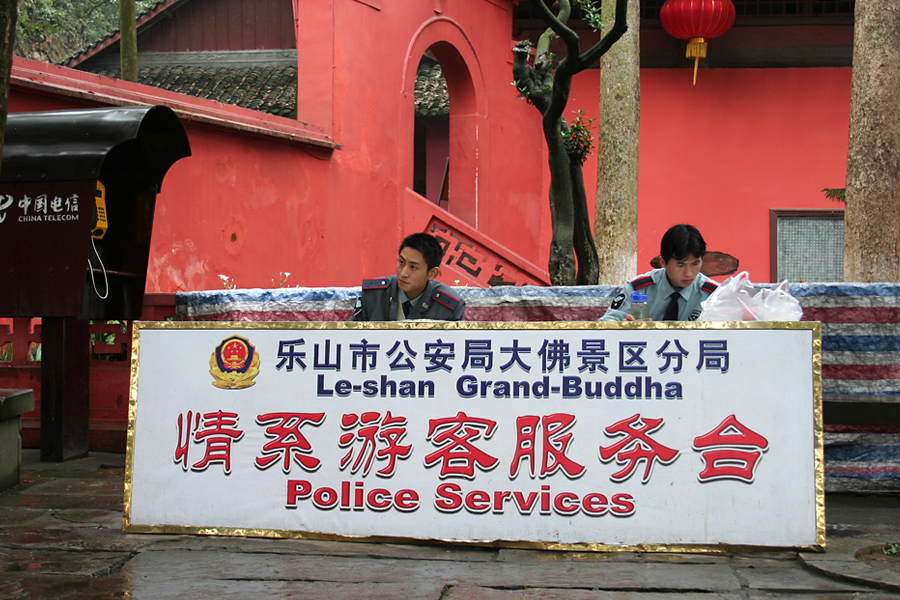 中国电信
CHINA TELECOM
乐山市公安局大佛景区分局
Le-shan Grand-Buddha
情系游客服务台
Police Services